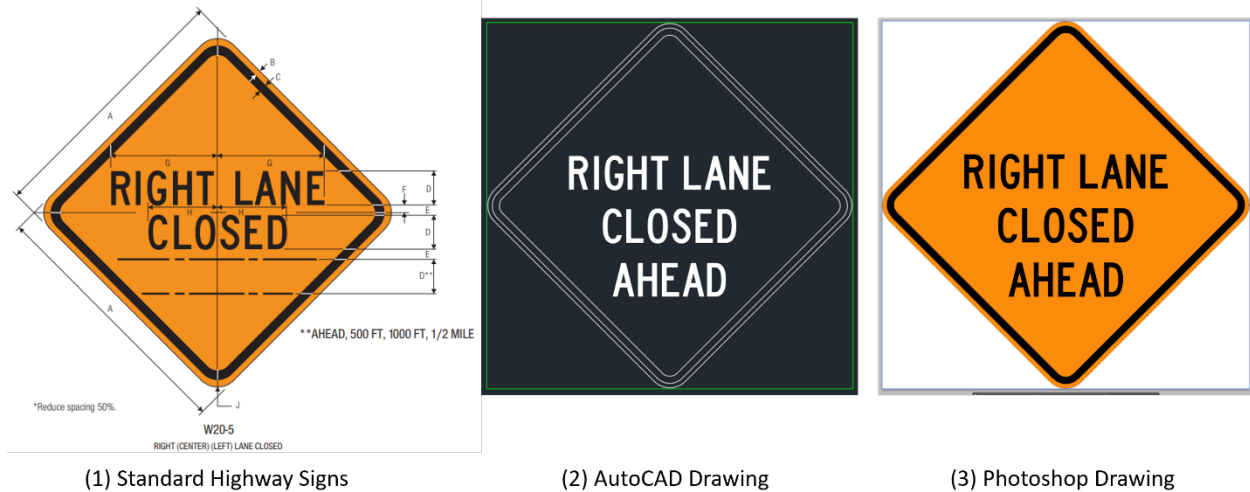 A
B
C
G
G
RIGHT LANE
D
F
H
H
E
CLOSED
D
E
D**
A
**AHEAD, 500 FT, 1000 FT, 1/2 MILE
J
*Reduce spacing 50%.
W20-5
RIGHT (CENTER) (LEFT) LANE CLOSED
RIGHT LANE
CLOSED
AHEAD
RIGHT LANE
CLOSED
AHEAD
(1) Standard Highway Signs
(2) AutoCAD Drawing
(3) Photoshop Drawing